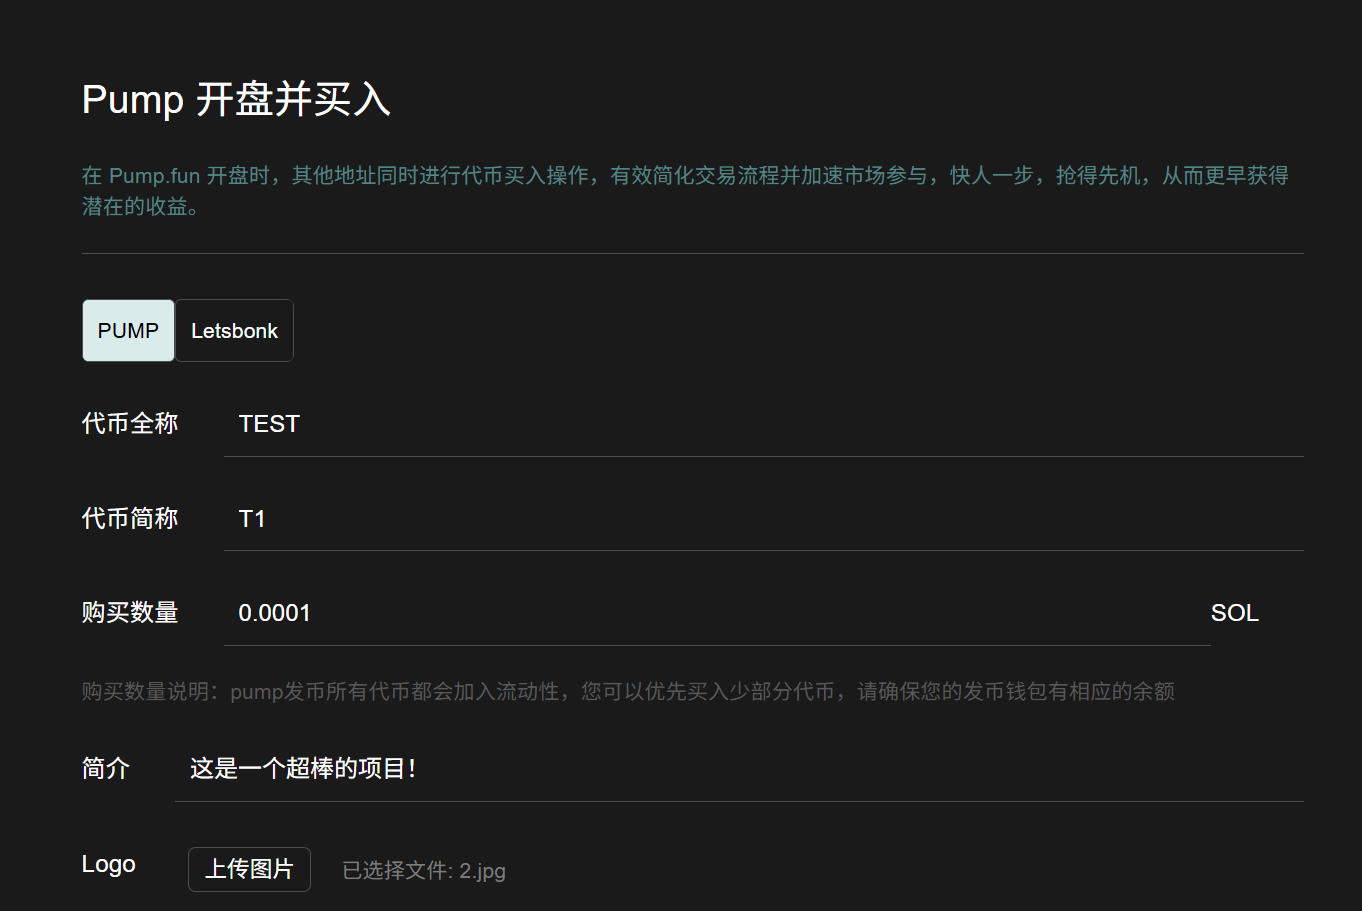 Pump 开盘并买入
在 Pump.fun 开盘时，其他地址同时进行代币买入操作，有效简化交易流程并加速市场参与，快人一步，抢得先机，从而更早获得
潜在的收益。
PUMP Letsbonk
代币全称 TEST
代币简称 T1
购买数量 0.0001 SOL
购买数量说明：pump发币所有代币都会加入流动性，您可以优先买入少部分代币，请确保您的发币钱包有相应的余额
简介 这是一个超棒的项目！
Logo 上传图片 已选择文件: 2.jpg